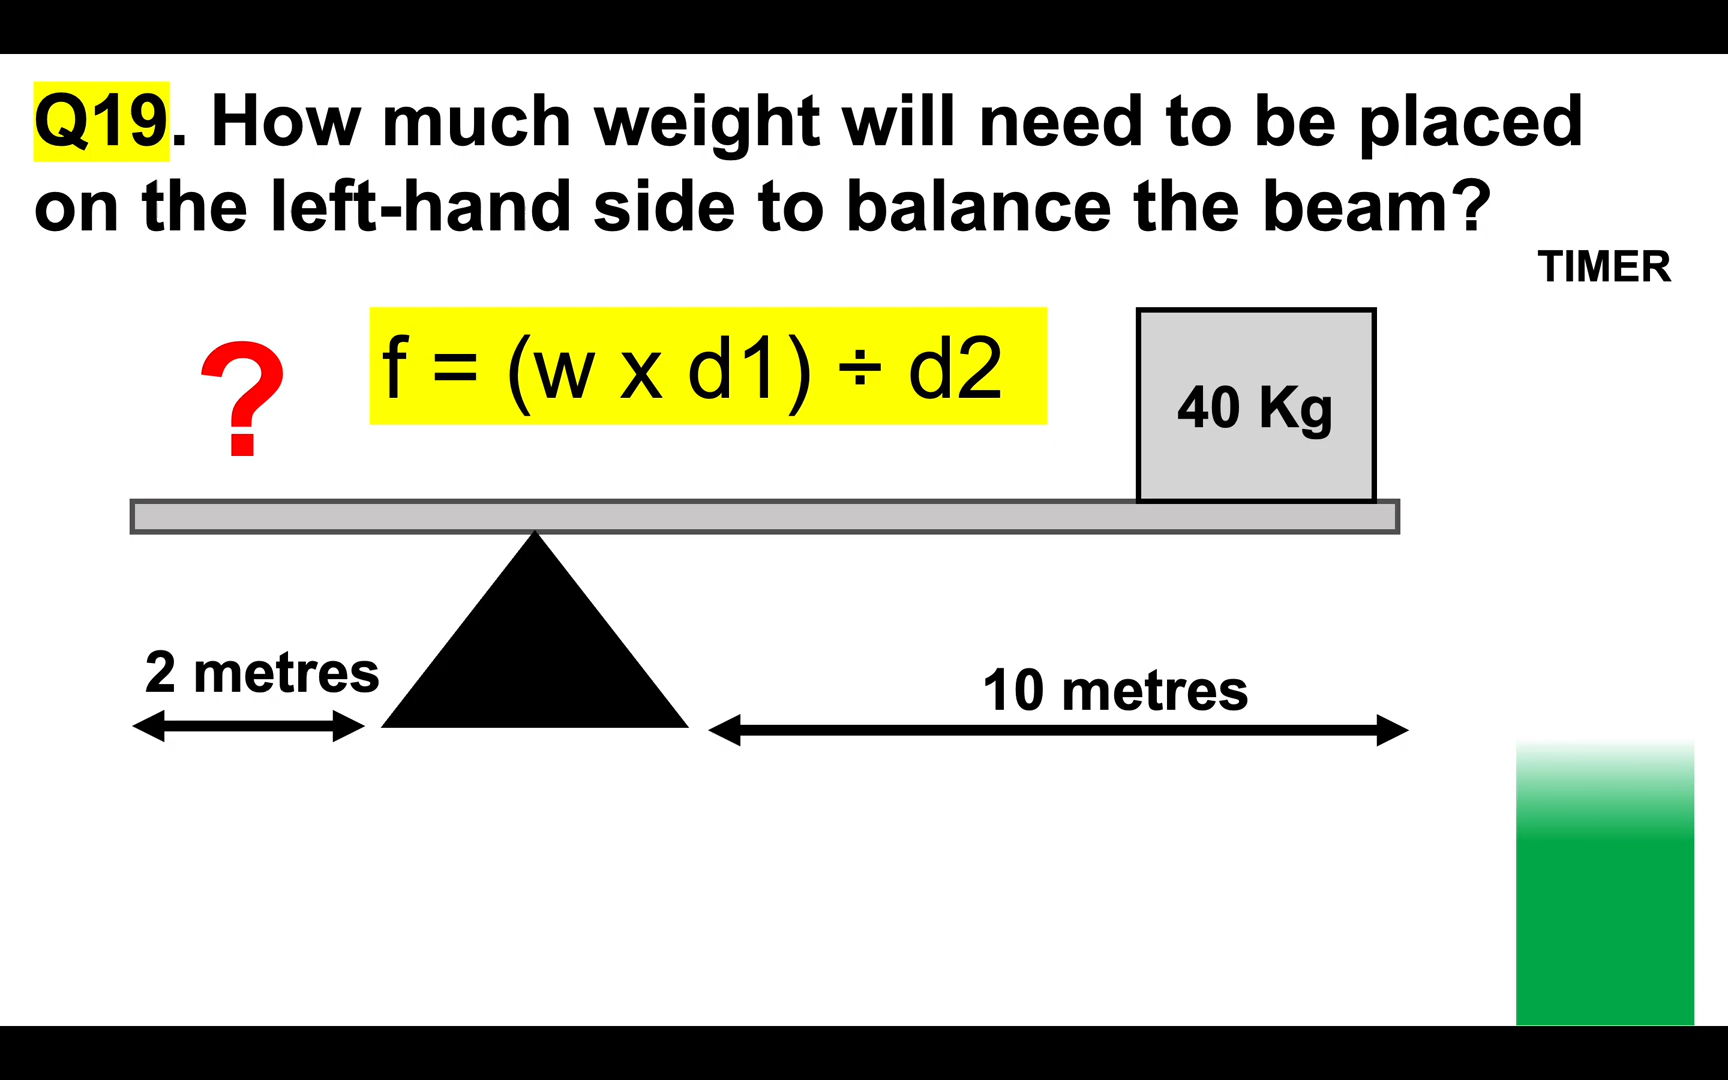 Q19. How much weight will need to be placed
on the left-hand side to balance the beam?
TIMER
?
f = (w x d1) ÷ d2
40 Kg
2 metres
10 metres